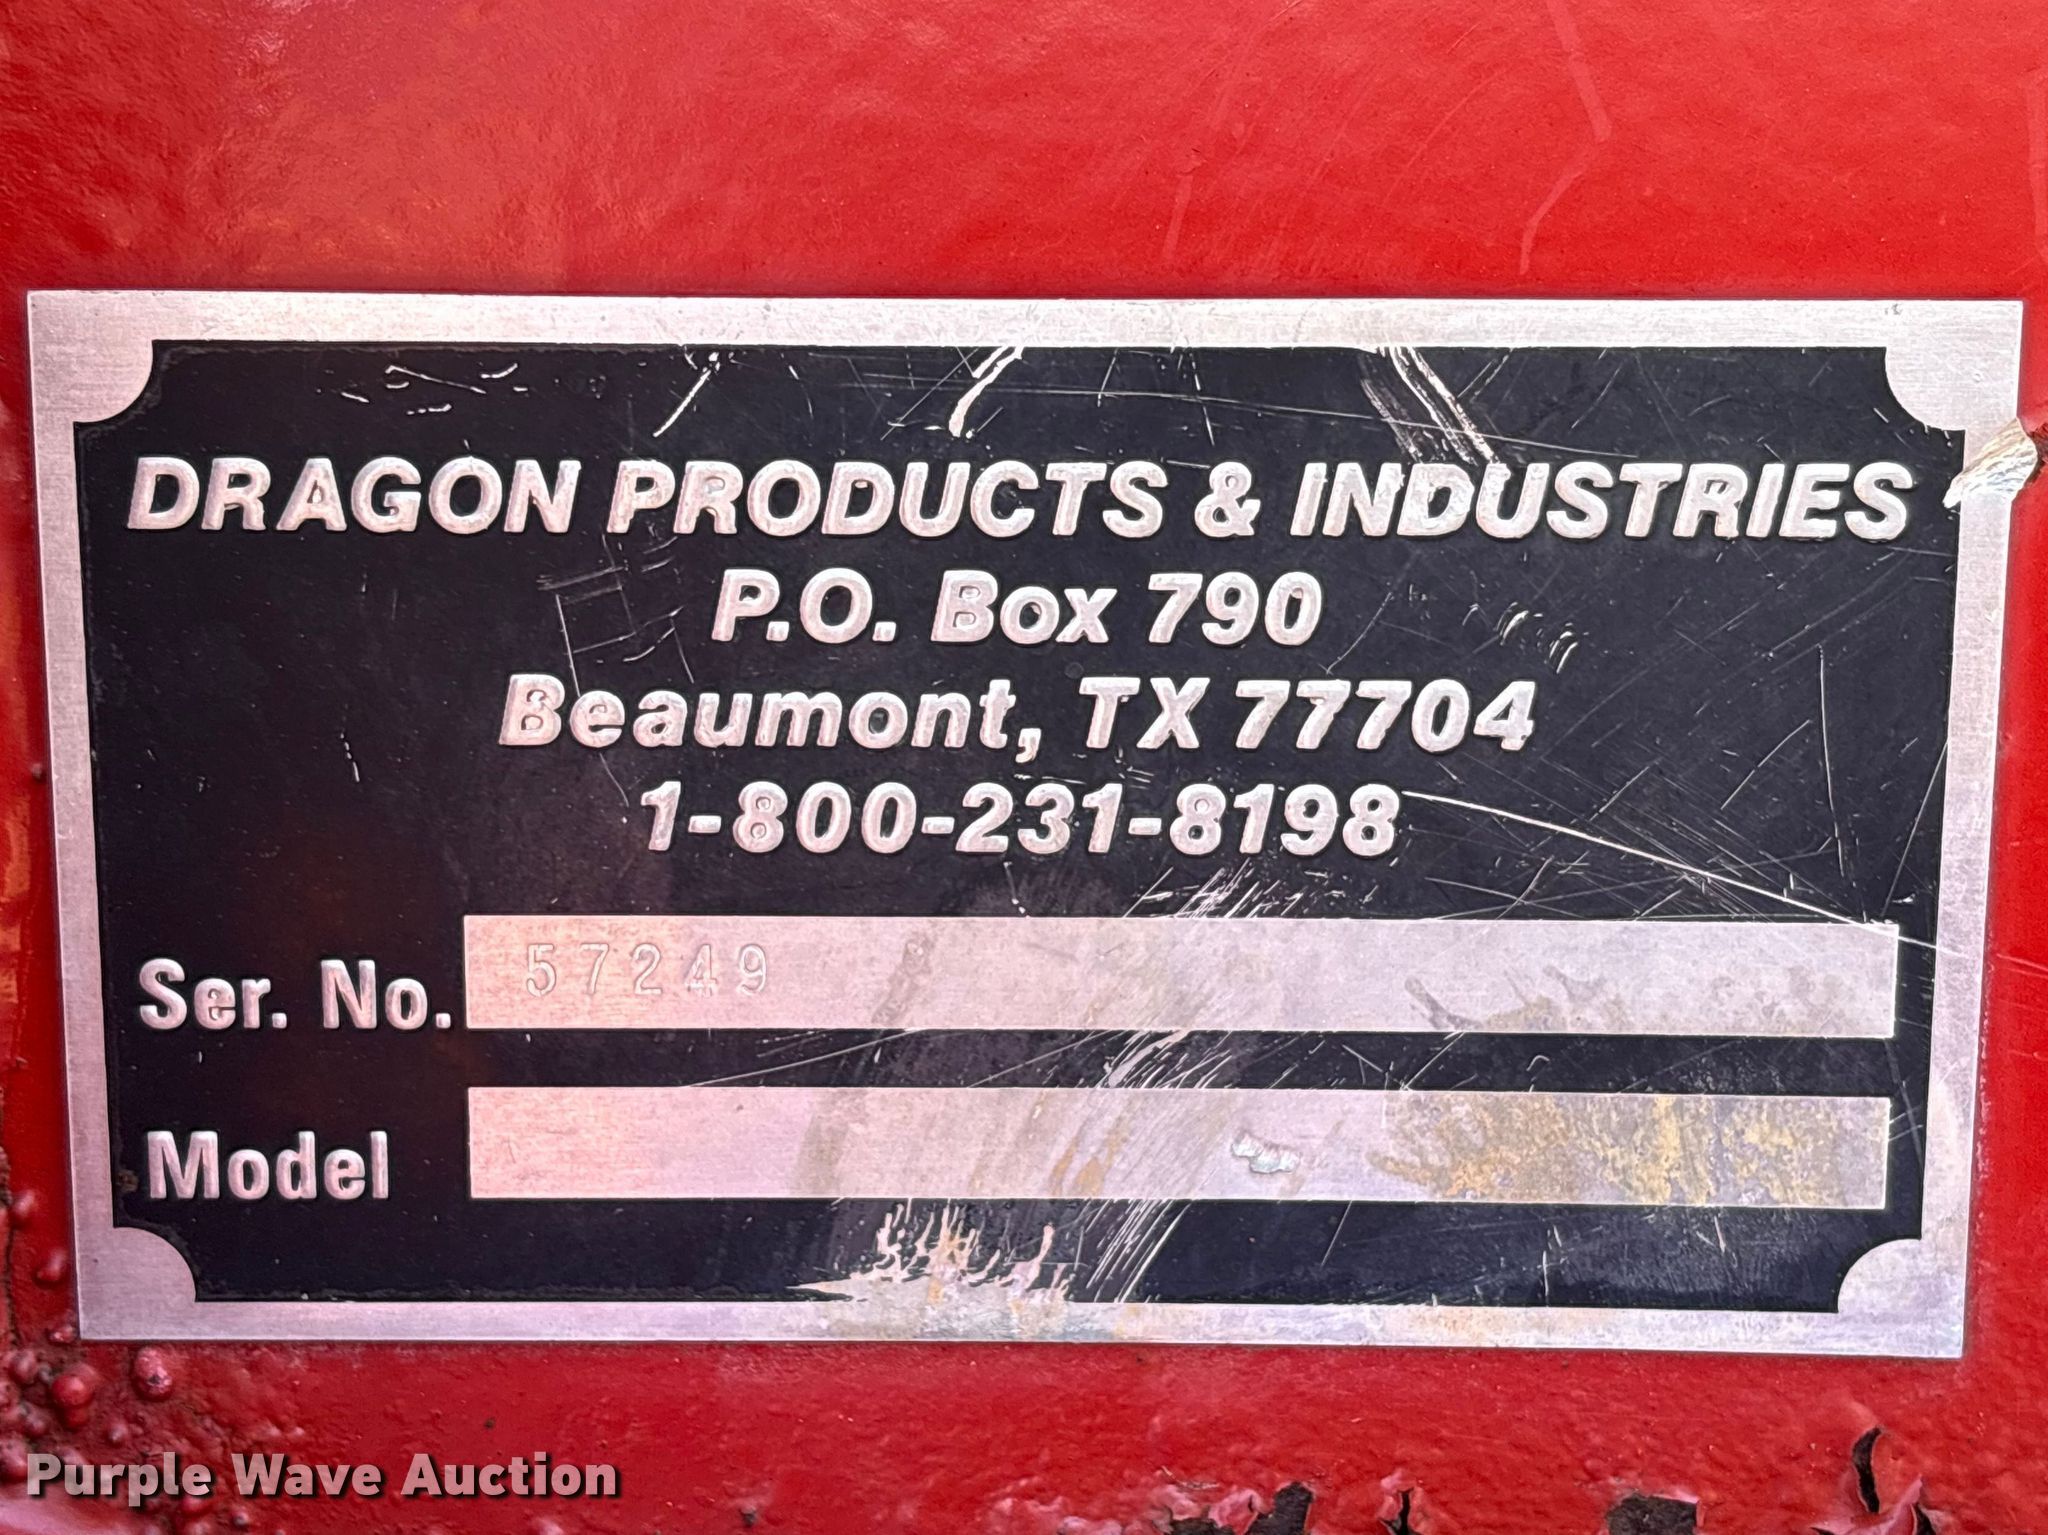 DRAGON PRODUCTS & INDUSTRIES
P.O. Box 790
Beaumont, TX 77704
1-800-231-8198
Ser. No. 57249
Model
Purple Wave Auction